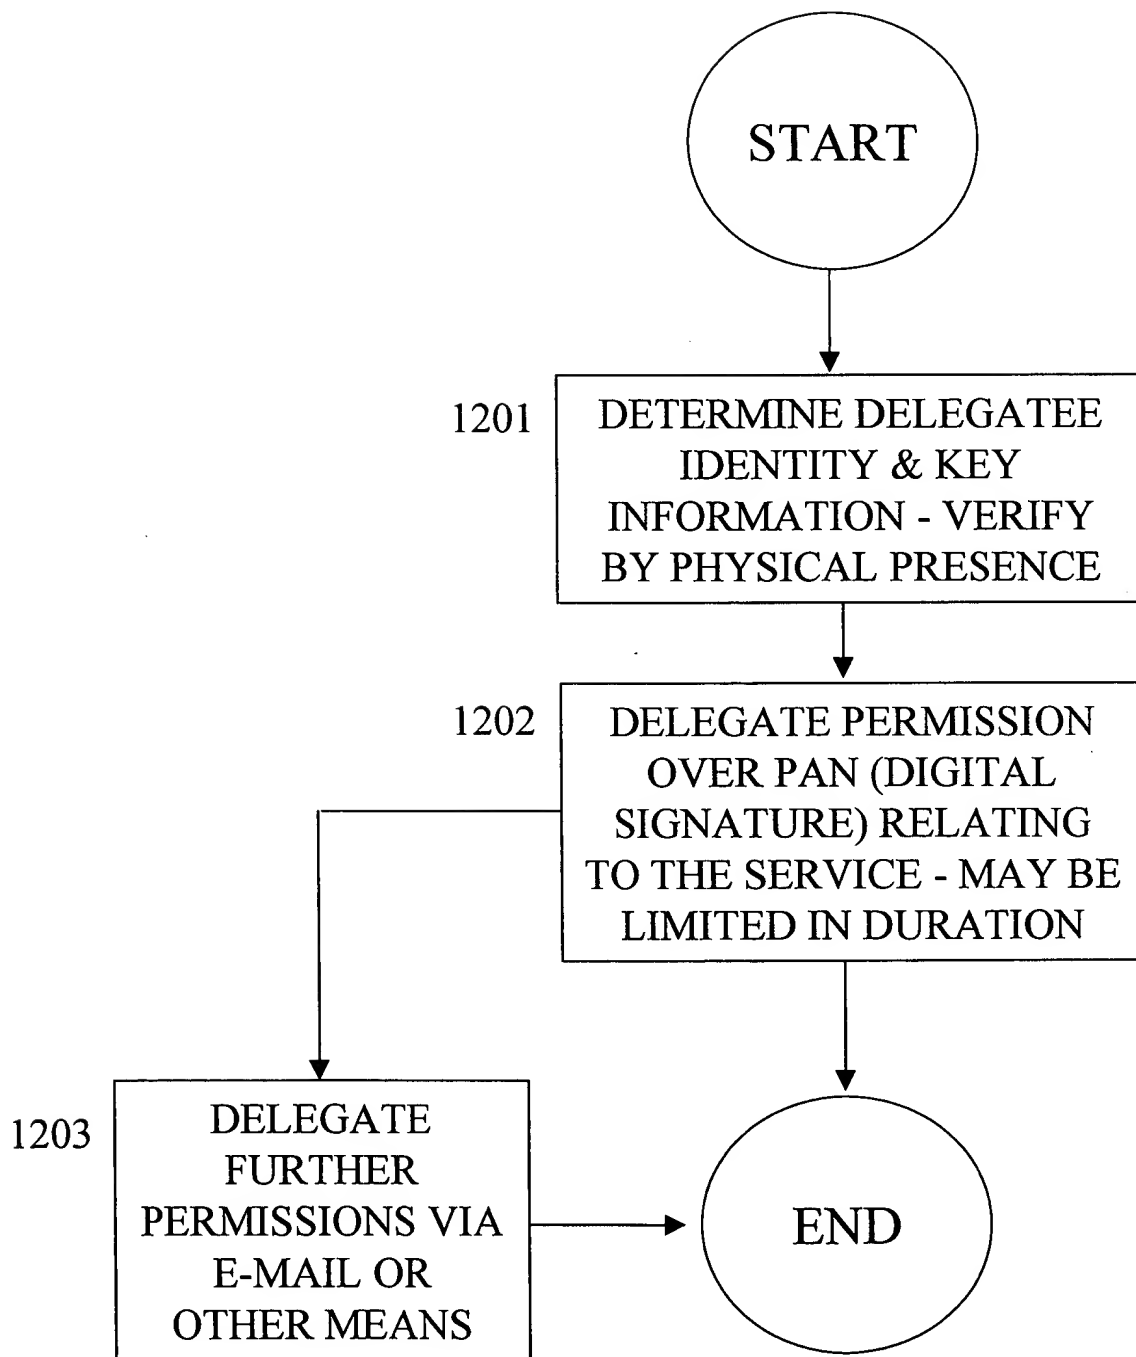 START
1201
DETERMINE DELEGATEE
IDENTITY & KEY
INFORMATION - VERIFY
BY PHYSICAL PRESENCE
1202
DELEGATE PERMISSION
OVER PAN (DIGITAL
SIGNATURE) RELATING
TO THE SERVICE - MAY BE
LIMITED IN DURATION
1203
DELEGATE
FURTHER
PERMISSIONS VIA
E-MAIL OR
OTHER MEANS
END